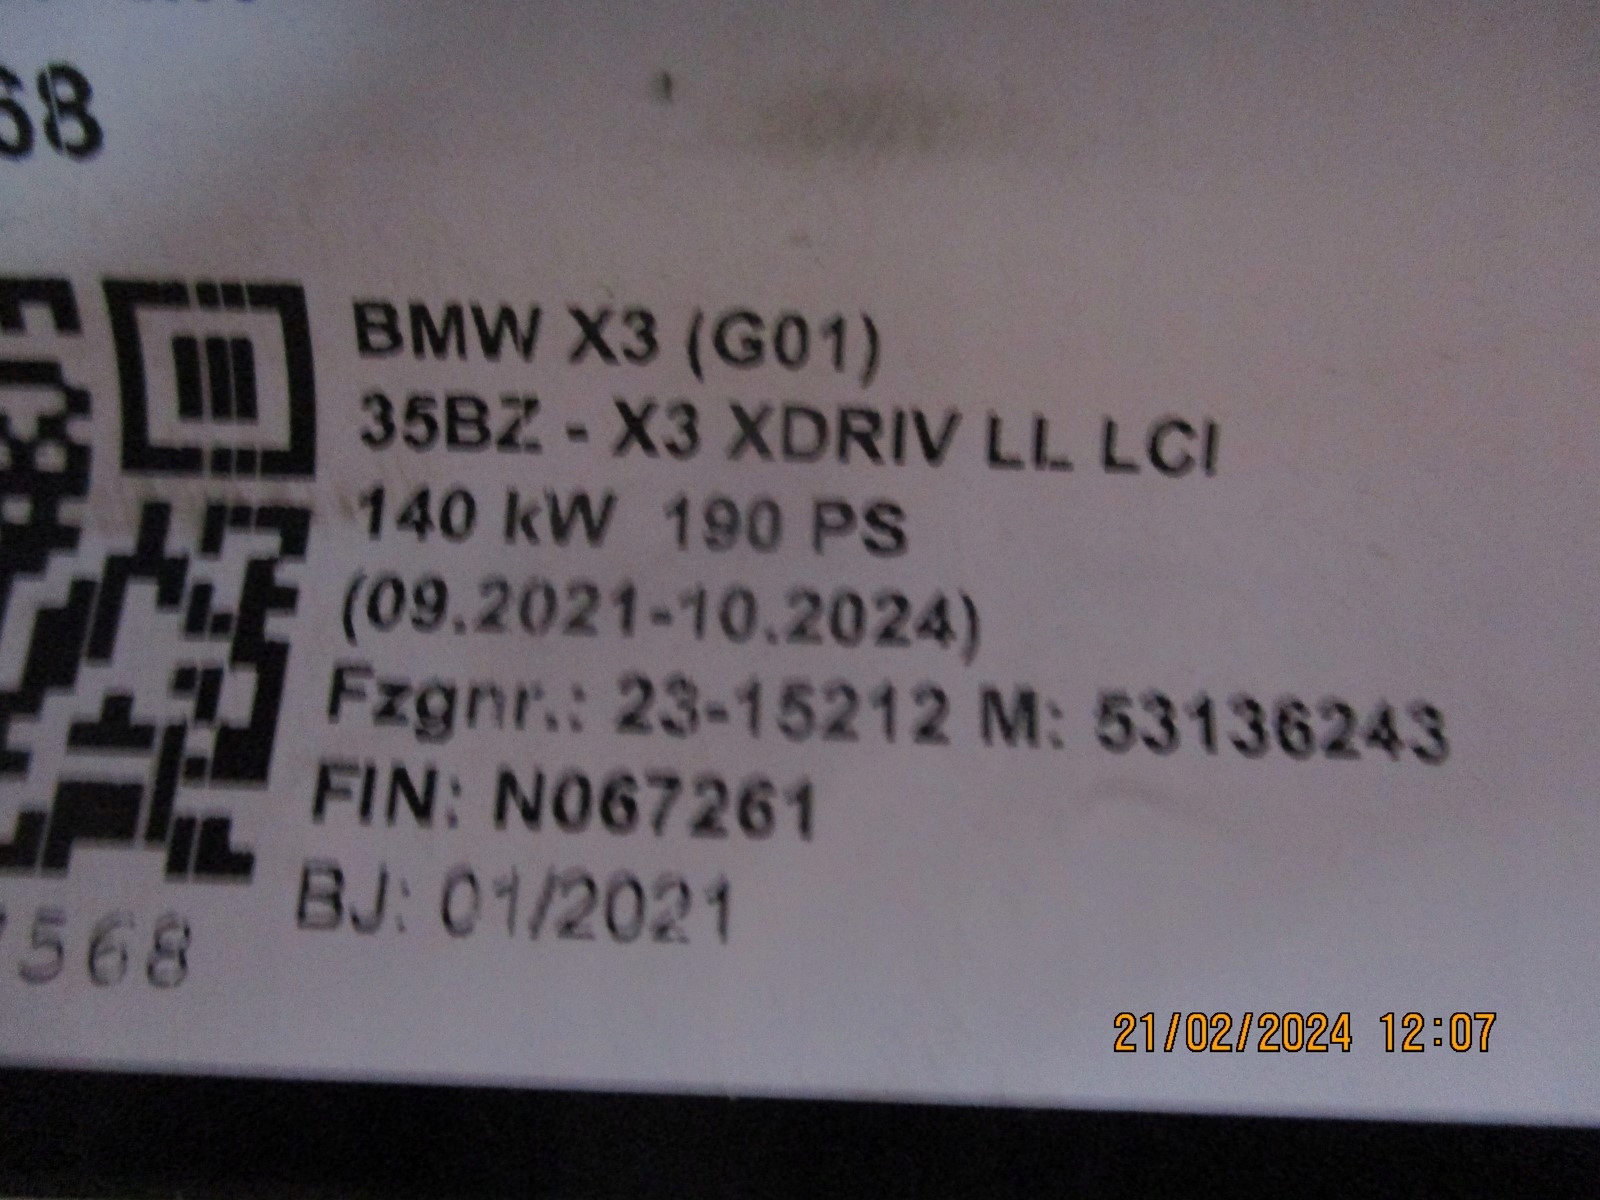 68
BMW X3 (G01)
35BZ - X3 XDRIV LL LCI
140 kW 190 PS
(09.2021-10.2024)
Fzgnr.: 23-15212 M: 53136243
FIN: N067261
BJ: 01/2021
568
21/02/2024 12:07